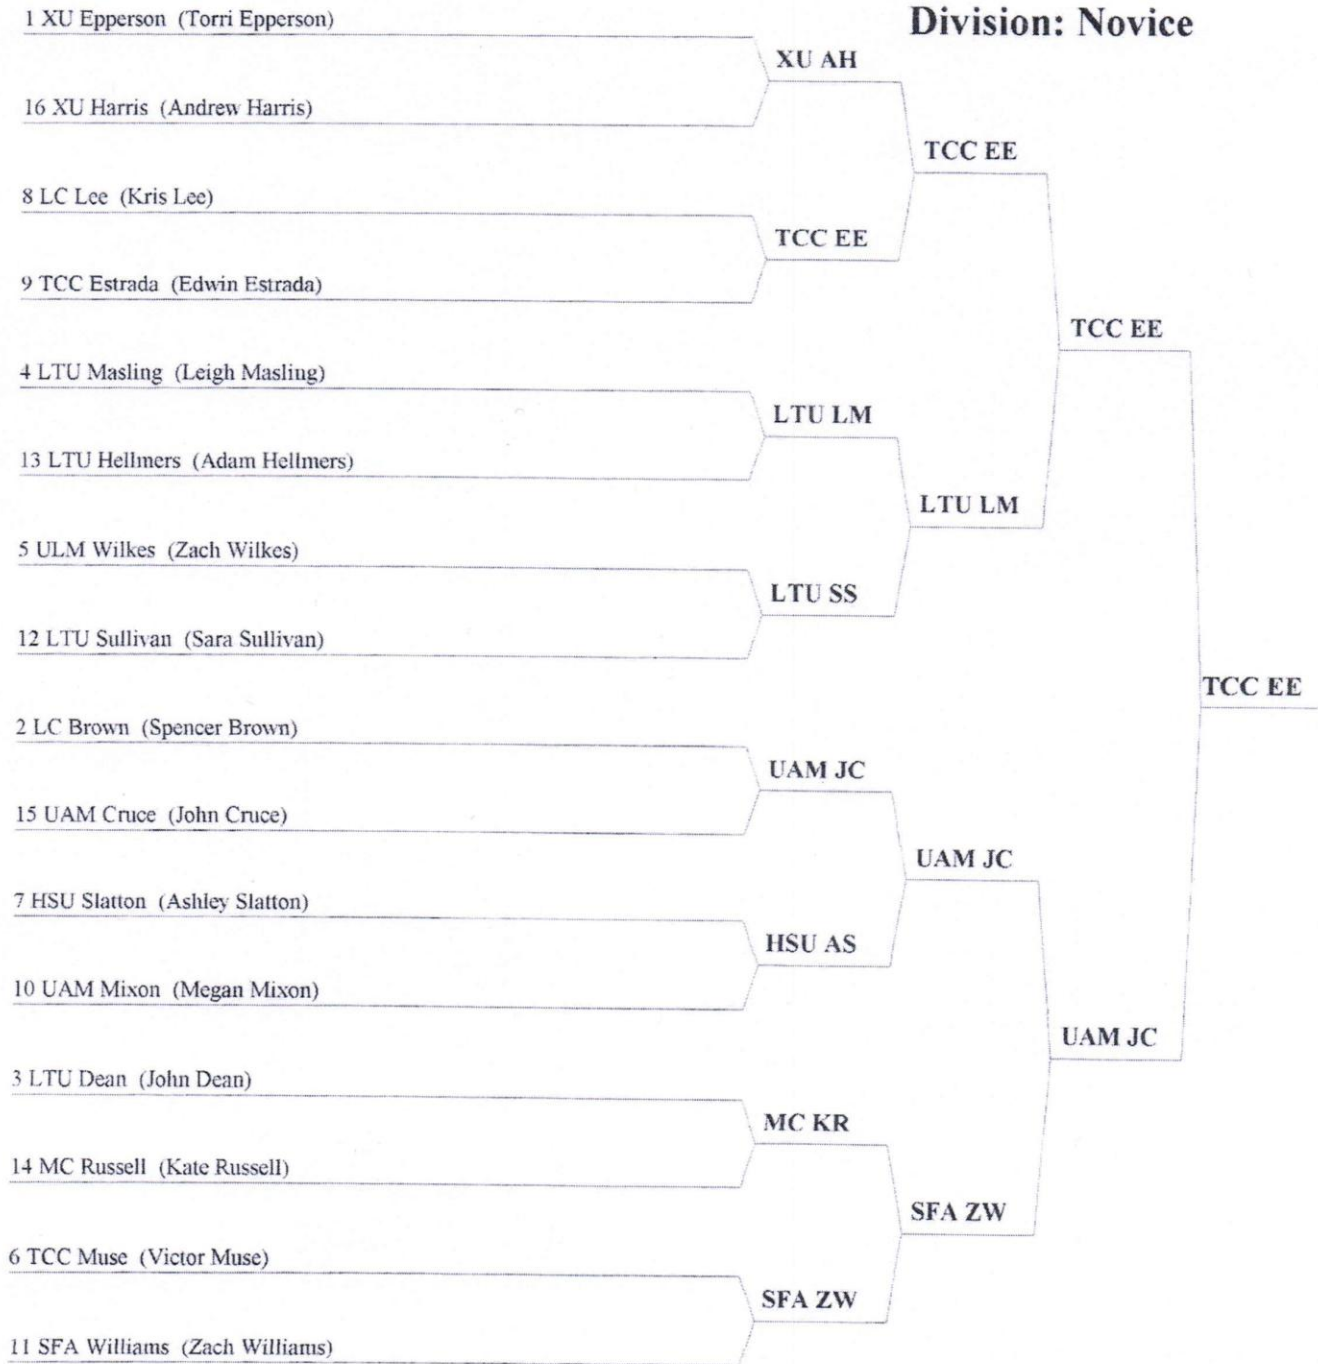 Division: Novice
1 XU Epperson (Torri Epperson)
XU AH
16 XU Harris (Andrew Harris)
TCC EE
8 LC Lee (Kris Lee)
TCC EE
9 TCC Estrada (Edwin Estrada)
TCC EE
4 LTU Masling (Leigh Masling)
LTU LM
13 LTU Hellmers (Adam Hellmers)
LTU LM
5 ULM Wilkes (Zach Wilkes)
LTU SS
12 LTU Sullivan (Sara Sullivan)
TCC EE
2 LC Brown (Spencer Brown)
UAM JC
15 UAM Cruce (John Cruce)
UAM JC
7 HSU Slatton (Ashley Slatton)
HSU AS
10 UAM Mixon (Megan Mixon)
UAM JC
3 LTU Dean (John Dean)
MC KR
14 MC Russell (Kate Russell)
SFA ZW
6 TCC Muse (Victor Muse)
SFA ZW
11 SFA Williams (Zach Williams)